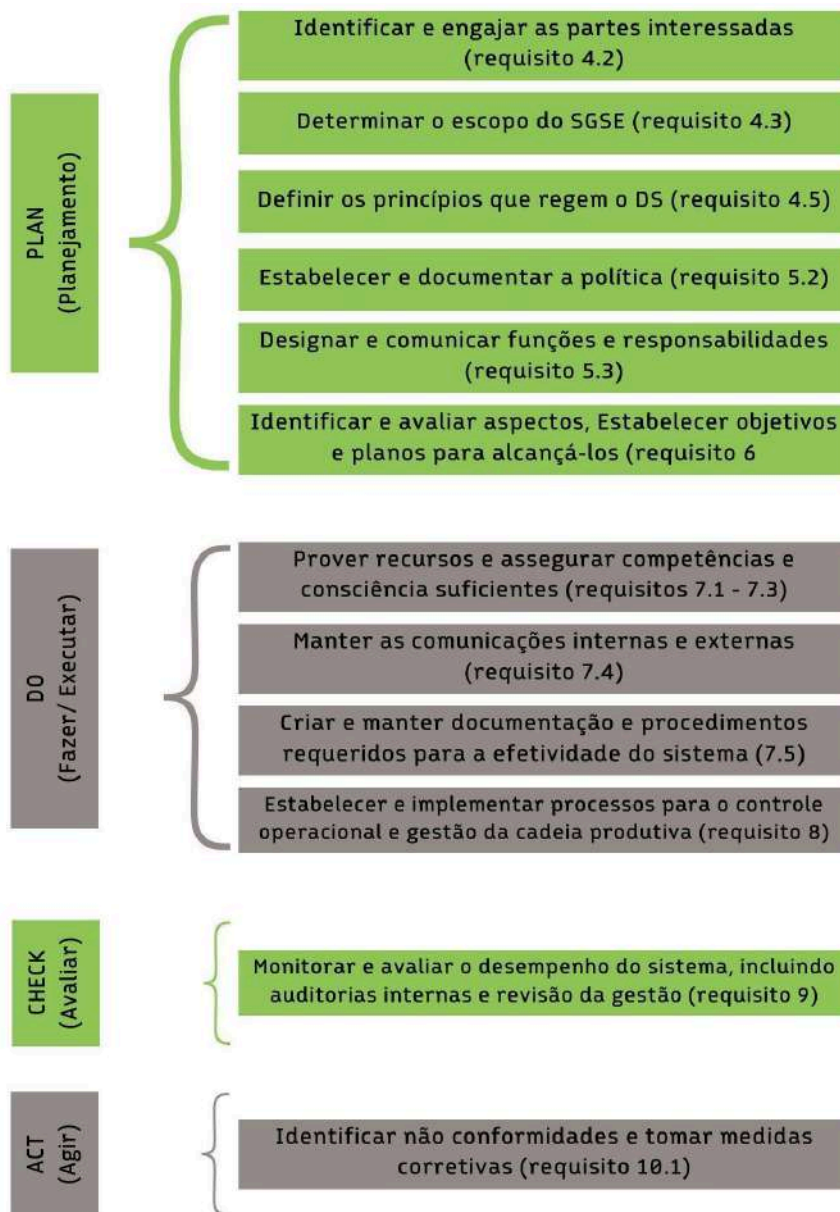 PLAN
(Planejamento)
Identificar e engajar as partes interessadas
(requisito 4.2)
Determinar o escopo do SGSE (requisito 4.3)
Definir os princípios que regem o DS (requisito 4.5)
Estabelecer e documentar a política (requisito 5.2)
Designar e comunicar funções e responsabilidades
(requisito 5.3)
Identificar e avaliar aspectos, Estabelecer objetivos
e planos para alcançá-los (requisito 6
DO
(Fazer/ Executar)
Prover recursos e assegurar competências e
consciência suficientes (requisitos 7.1 - 7.3)
Manter as comunicações internas e externas
(requisito 7.4)
Criar e manter documentação e procedimentos
requeridos para a efetividade do sistema (7.5)
Estabelecer e implementar processos para o controle
operacional e gestão da cadeia produtiva (requisito 8)
CHECK
(Avaliar)
Monitorar e avaliar o desempenho do sistema, incluindo
auditorias internas e revisão da gestão (requisito 9)
ACT
(Agir)
Identificar não conformidades e tomar medidas
corretivas (requisito 10.1)